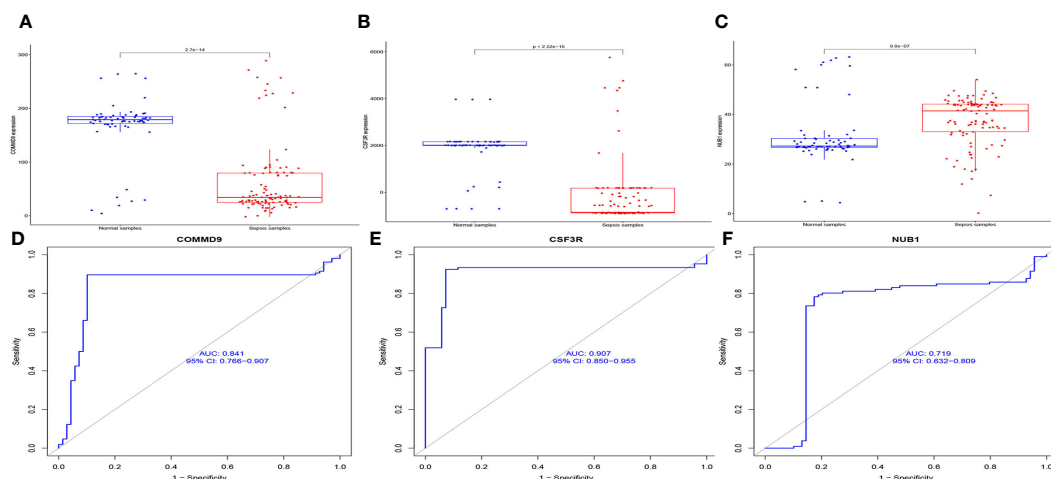 A
B
C
2.7e-14
p < 2.22e-16
COMMD9 expression
300
200
100
0
Normal samples
Sepsis samples
CSF3R expression
6000
4000
2000
0
Normal samples
Sepsis samples
NUB1 expression
60
40
20
0
Normal samples
Sepsis samples
D
COMMD9
E
CSF3R
F
NUB1
Sensitivity
1.0
0.8
0.6
0.4
0.2
0.0
AUC: 0.841
95% CI: 0.766-0.907
0.0
0.2
0.4
0.6
0.8
1.0
1 - Specificity
Sensitivity
1.0
0.8
0.6
0.4
0.2
0.0
AUC: 0.907
95% CI: 0.850-0.955
0.0
0.2
0.4
0.6
0.8
1.0
1 - Specificity
Sensitivity
1.0
0.8
0.6
0.4
0.2
0.0
AUC: 0.719
95% CI: 0.632-0.809
0.0
0.2
0.4
0.6
0.8
1.0
1 - Specificity